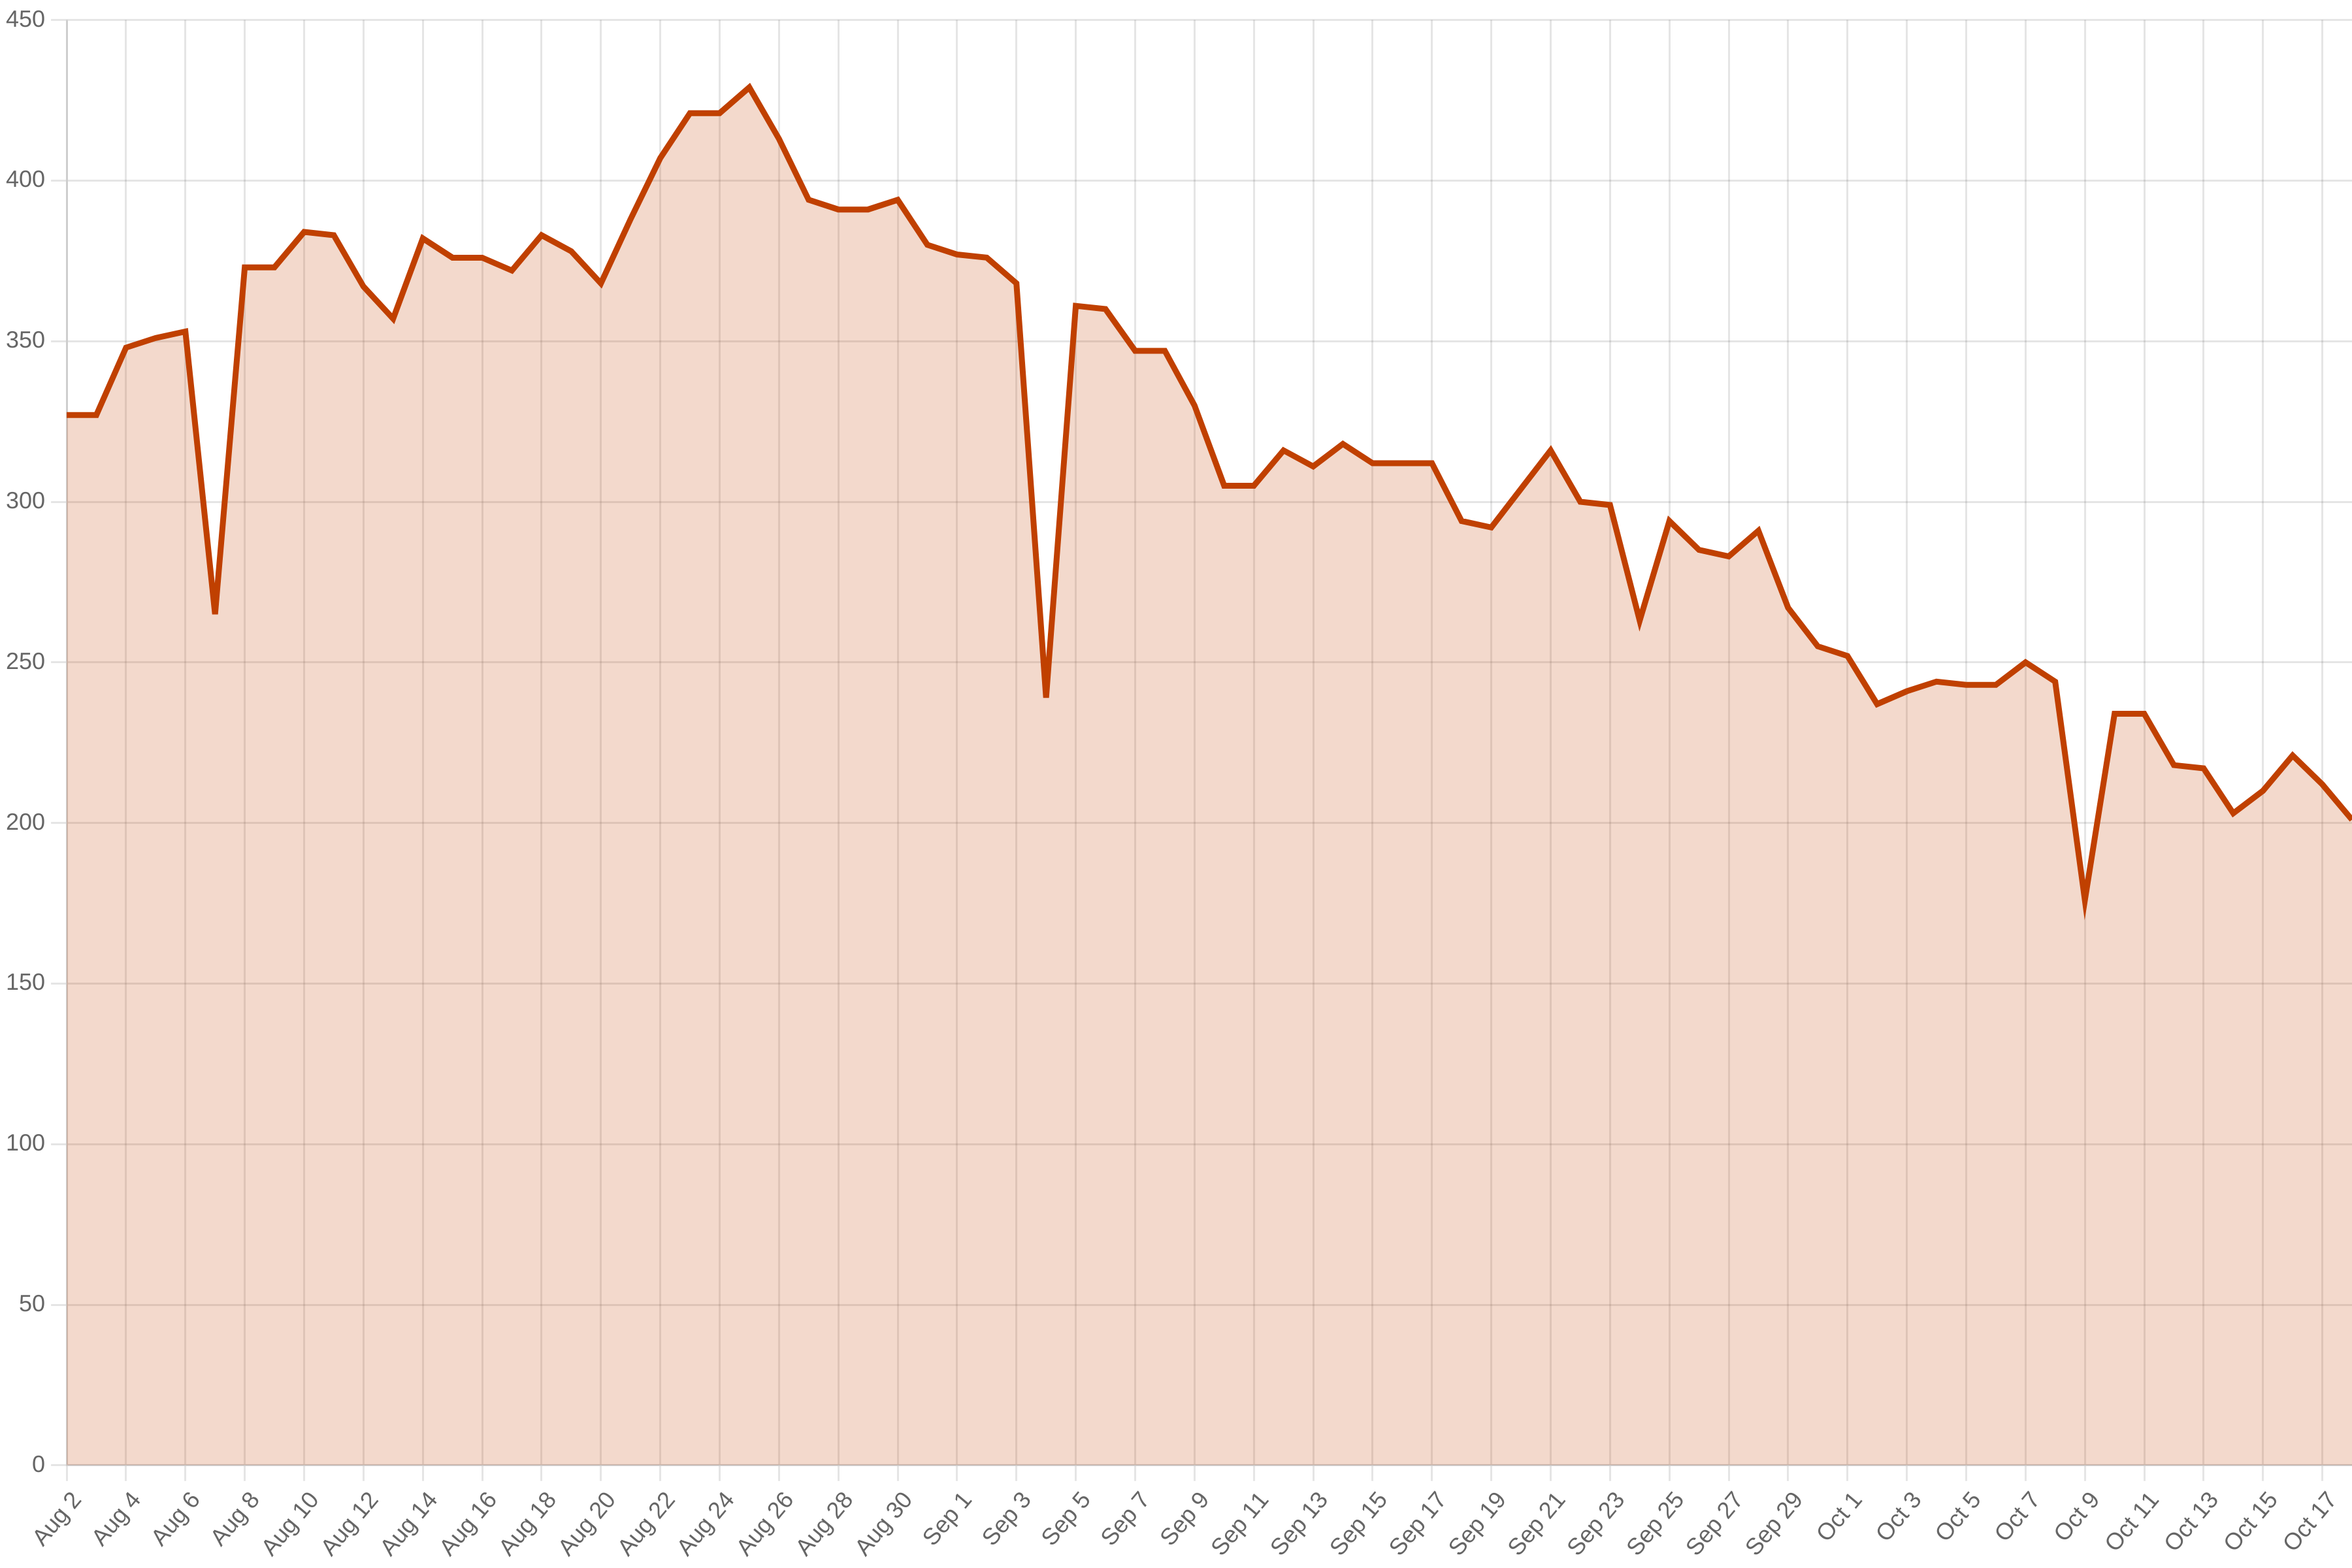 450
400
350
300
250
200
150
100
50
0
Aug 2
Aug 4
Aug 6
Aug 8
Aug 10
Aug 12
Aug 14
Aug 16
Aug 18
Aug 20
Aug 22
Aug 24
Aug 26
Aug 28
Aug 30
Sep 1
Sep 3
Sep 5
Sep 7
Sep 9
Sep 11
Sep 13
Sep 15
Sep 17
Sep 19
Sep 21
Sep 23
Sep 25
Sep 27
Sep 29
Oct 1
Oct 3
Oct 5
Oct 7
Oct 9
Oct 11
Oct 13
Oct 15
Oct 17